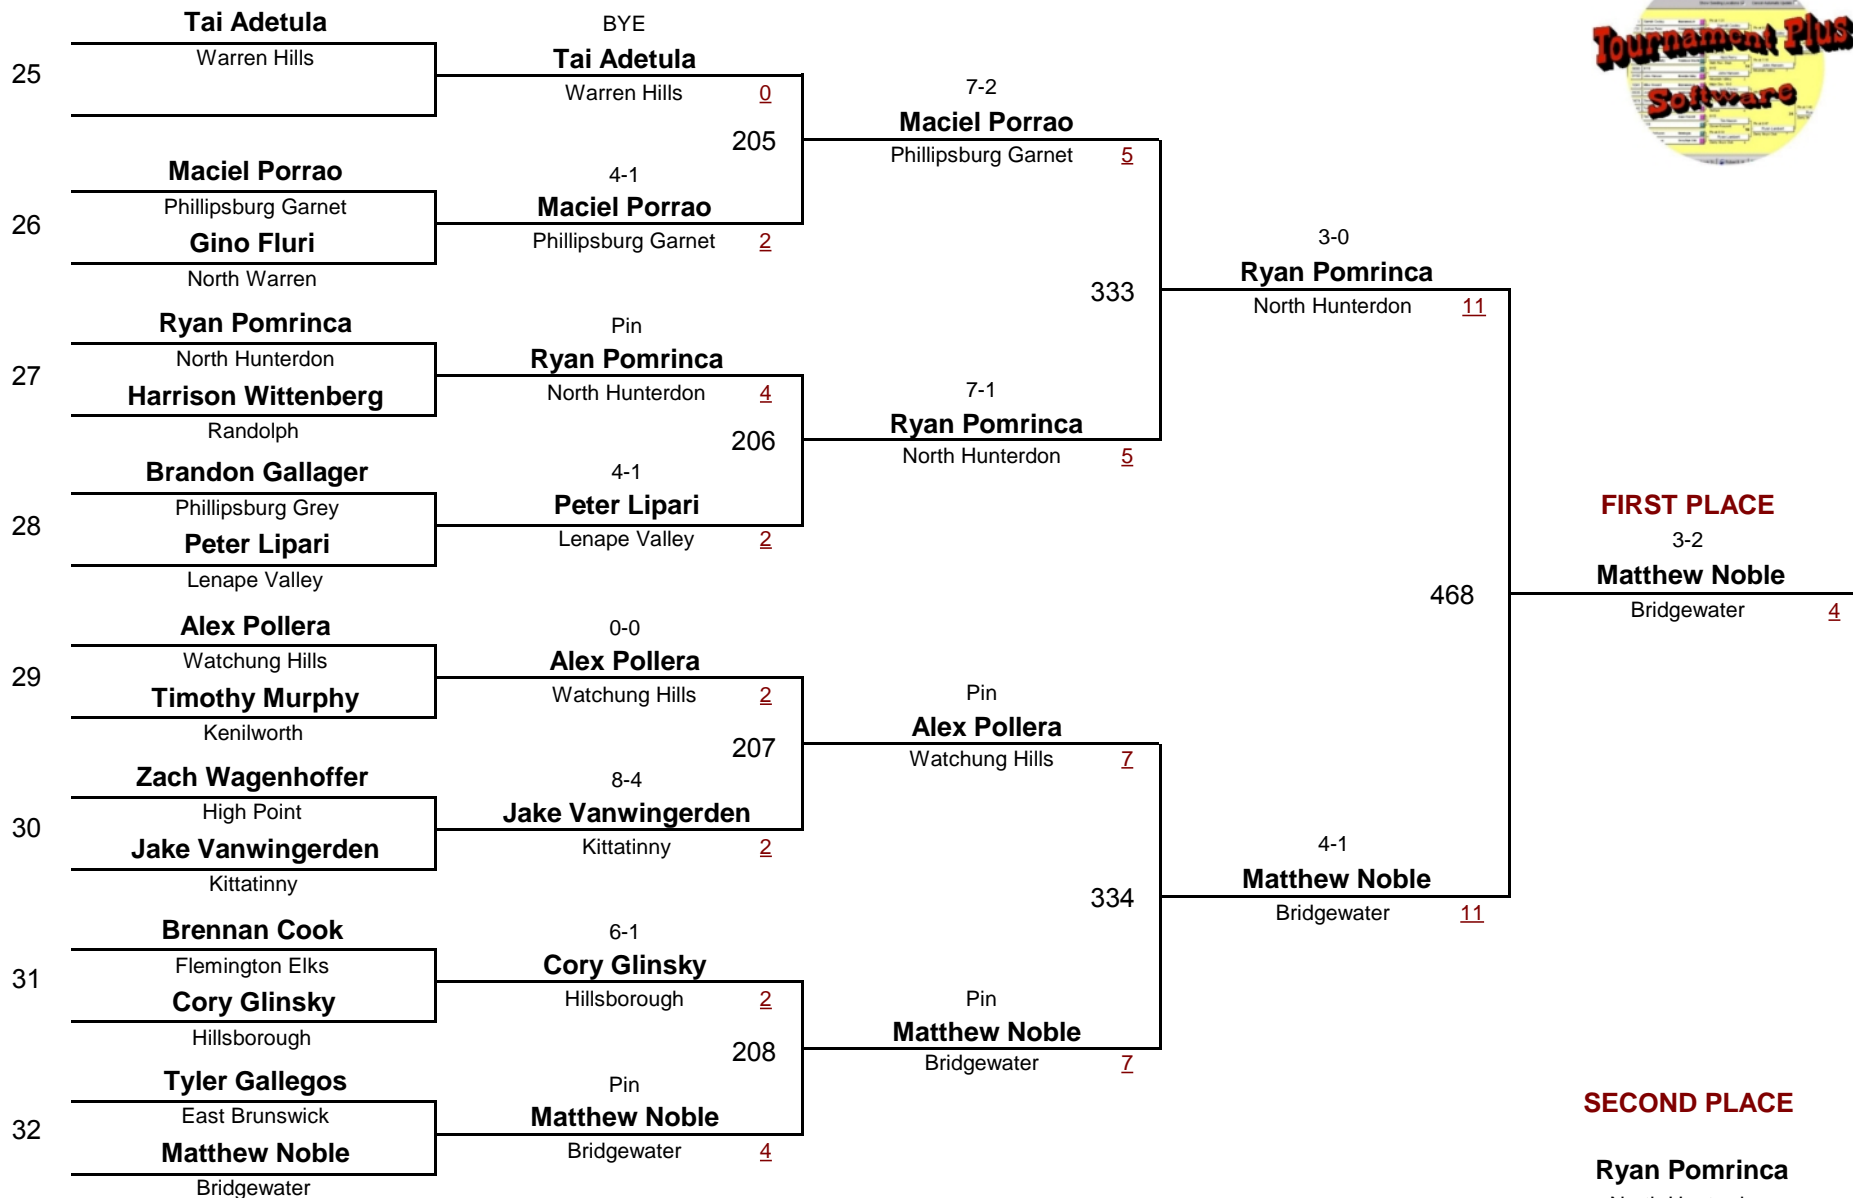 Tai Adetula
Warren Hills
25
Maciel Porrao
Phillipsburg Garnet
26
Gino Fluri
North Warren
Ryan Pomrinca
North Hunterdon
27
Harrison Wittenberg
Randolph
Brandon Gallager
Phillipsburg Grey
28
Peter Lipari
Lenape Valley
Alex Pollera
Watchung Hills
29
Timothy Murphy
Kenilworth
Zach Wagenhoffer
High Point
30
Jake Vanwingerden
Kittatinny
Brennan Cook
Flemington Elks
31
Cory Glinsky
Hillsborough
Tyler Gallegos
East Brunswick
32
Matthew Noble
Bridgewater
BYE
Tai Adetula
Warren Hills 0
205
4-1
Maciel Porrao
Phillipsburg Garnet 2
Pin
Ryan Pomrinca
North Hunterdon 4
206
4-1
Peter Lipari
Lenape Valley 2
0-0
Alex Pollera
Watchung Hills 2
207
8-4
Jake Vanwingerden
Kittatinny 2
6-1
Cory Glinsky
Hillsborough 2
208
Pin
Matthew Noble
Bridgewater 4
7-2
Maciel Porrao
Phillipsburg Garnet 5
333
7-1
Ryan Pomrinca
North Hunterdon 5
Pin
Alex Pollera
Watchung Hills 7
334
Pin
Matthew Noble
Bridgewater 7
3-0
Ryan Pomrinca
North Hunterdon 11
468
4-1
Matthew Noble
Bridgewater 11
Tournament Plus
Software
FIRST PLACE
3-2
Matthew Noble
Bridgewater 4
SECOND PLACE
Ryan Pomrinca